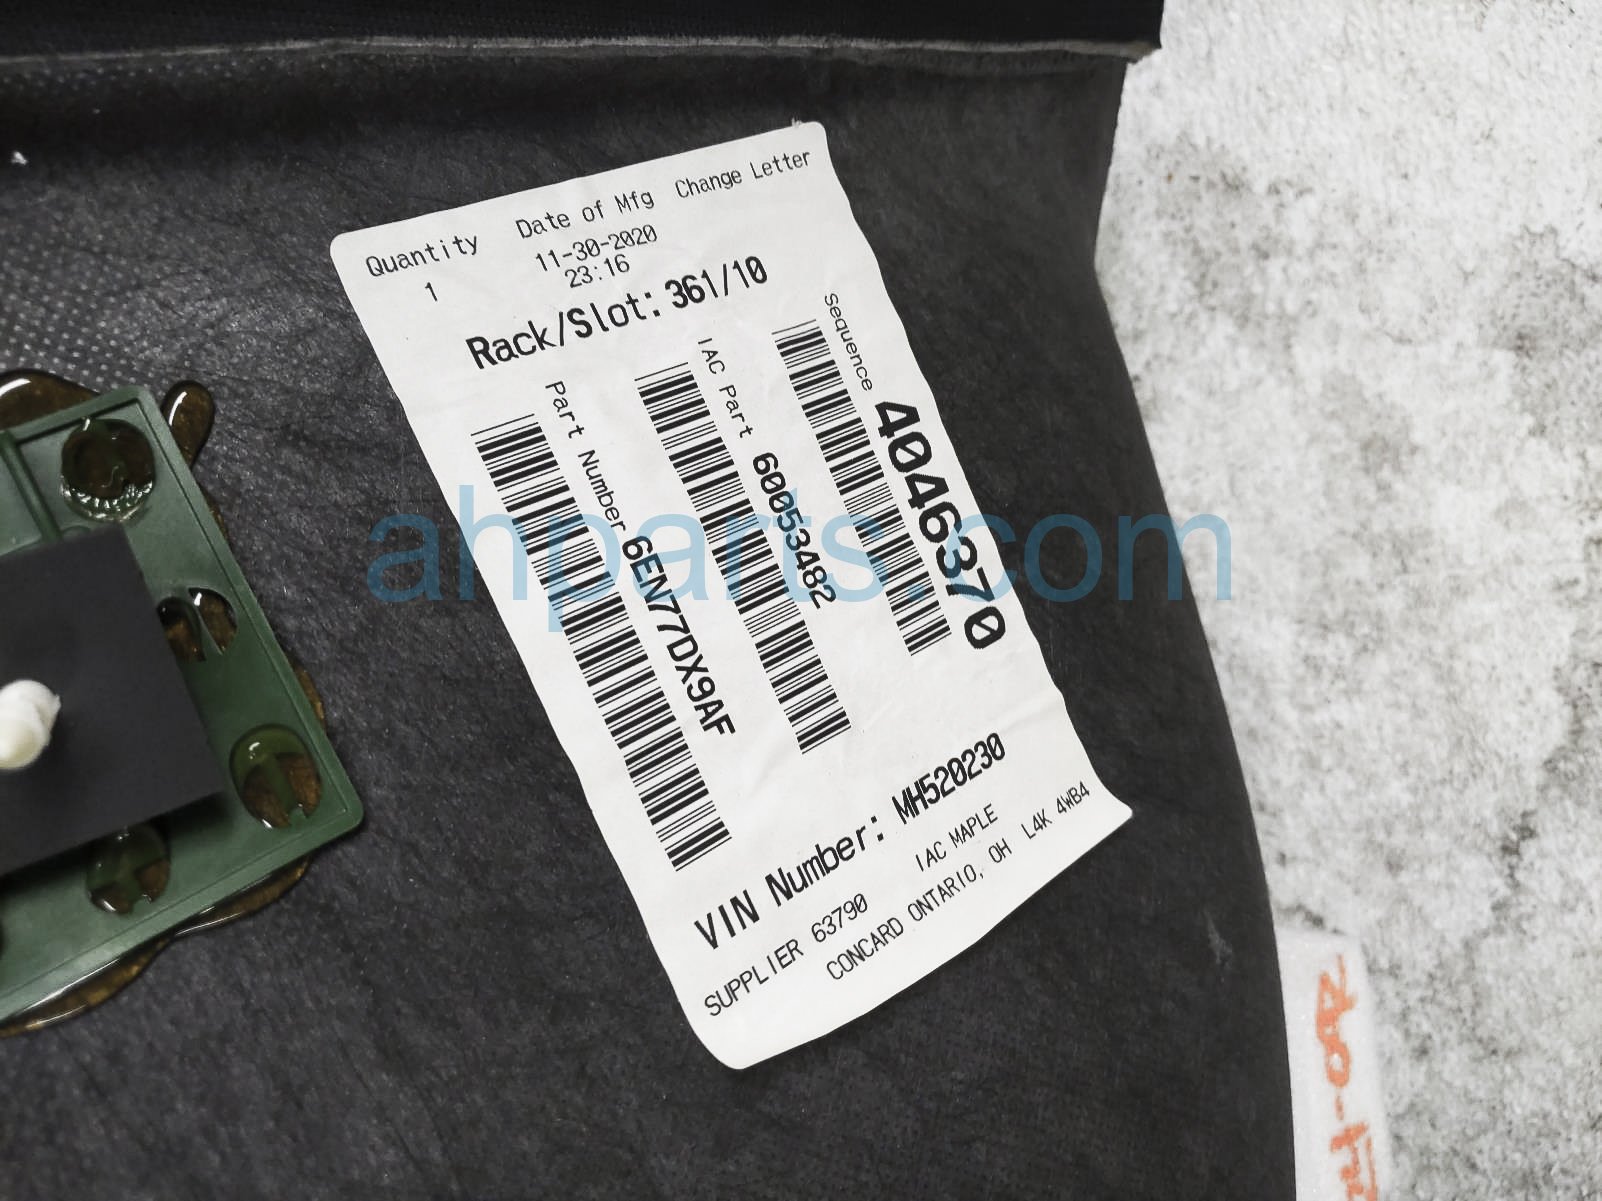 Quantity Date of Mfg Change Letter
1 11-30-2020
23:16
Rack/Slot: 361/10
Sequence 4046370
IAC Part 60053482
Part Number 6EN77DX9AF
VIN Number: MH520230
SUPPLIER 63790 IAC MAPLE
CONCARD ONTARIO, OH L4K 4WB4
ahparts.com